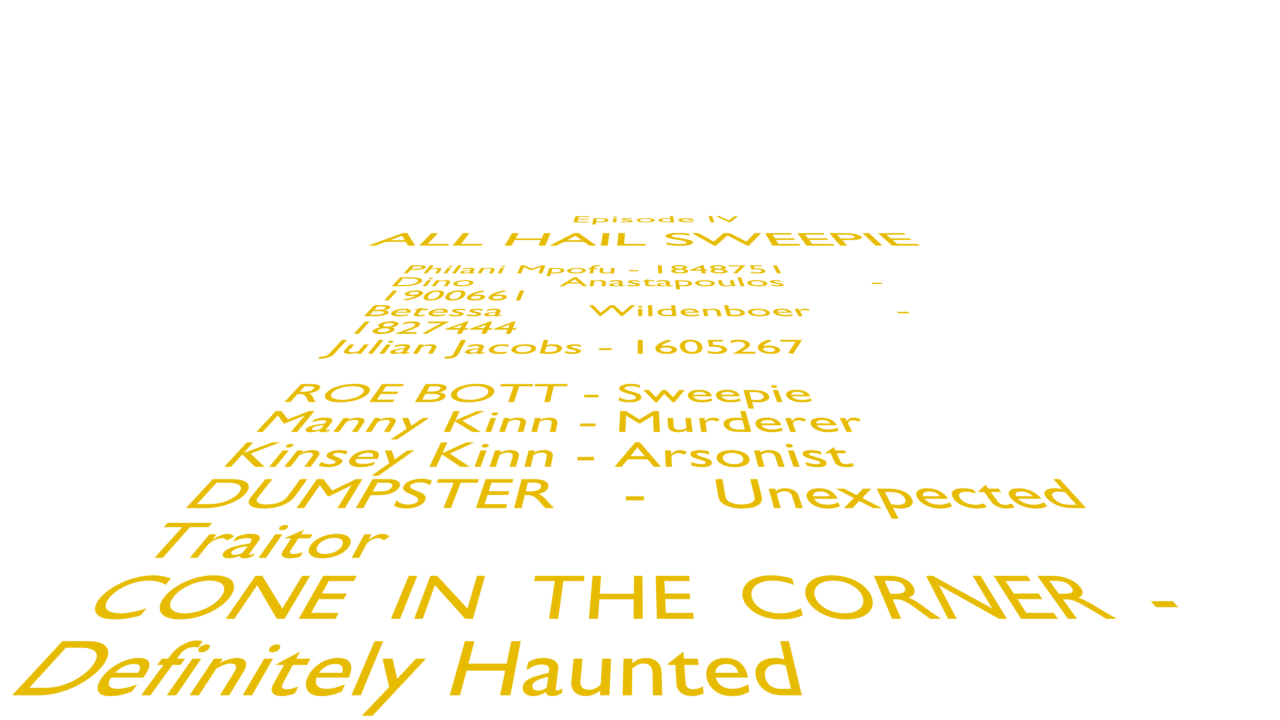 Episode IV
ALL HAIL SWEEPIE
Philani Mpofu - 1848751
Dino Anastapoulos -
1900661
Betessa Wildenboer -
1827444
Julian Jacobs - 1605267
ROE BOTT - Sweepie
Manny Kinn - Murderer
Kinsey Kinn - Arsonist
DUMPSTER - Unexpected
Traitor
CONE IN THE CORNER -
Definitely Haunted